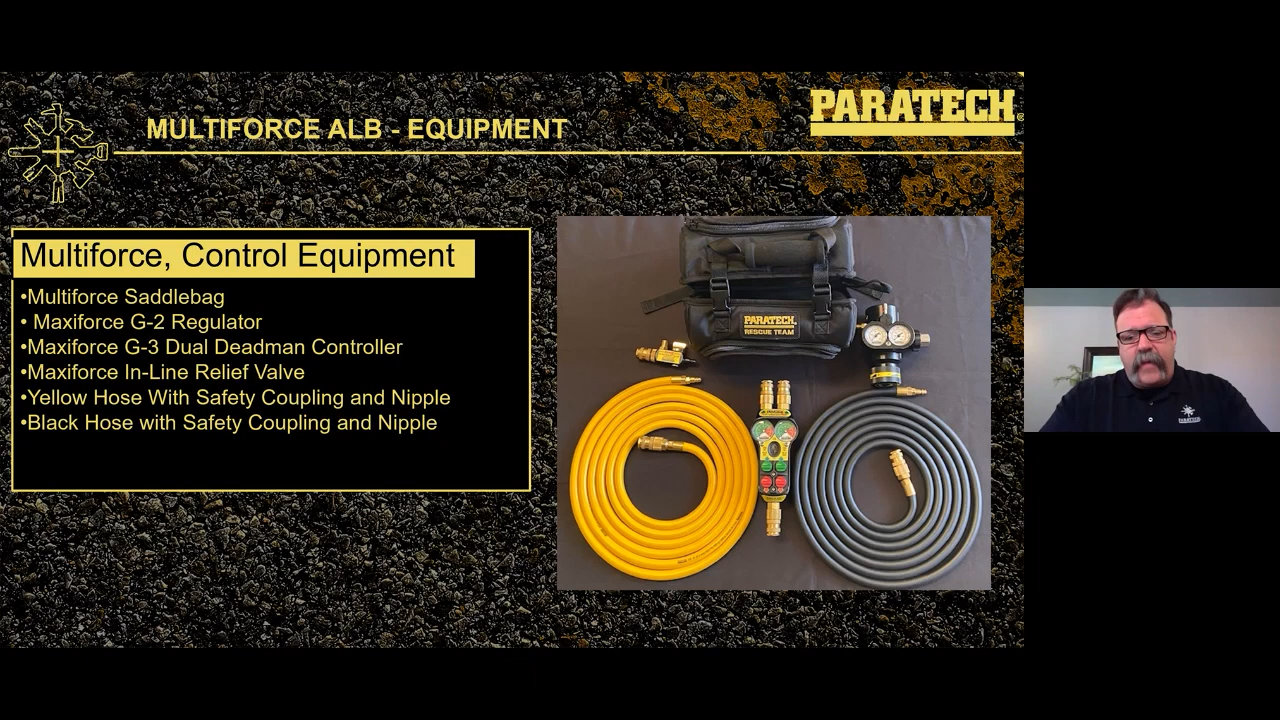 PARATECH
MULTIFORCE ALB - EQUIPMENT
Multiforce, Control Equipment
•Multiforce Saddlebag
• Maxiforce G-2 Regulator
•Maxiforce G-3 Dual Deadman Controller
•Maxiforce In-Line Relief Valve
•Yellow Hose With Safety Coupling and Nipple
•Black Hose with Safety Coupling and Nipple
PARATECH
RESCUE TEAM
PARATECH